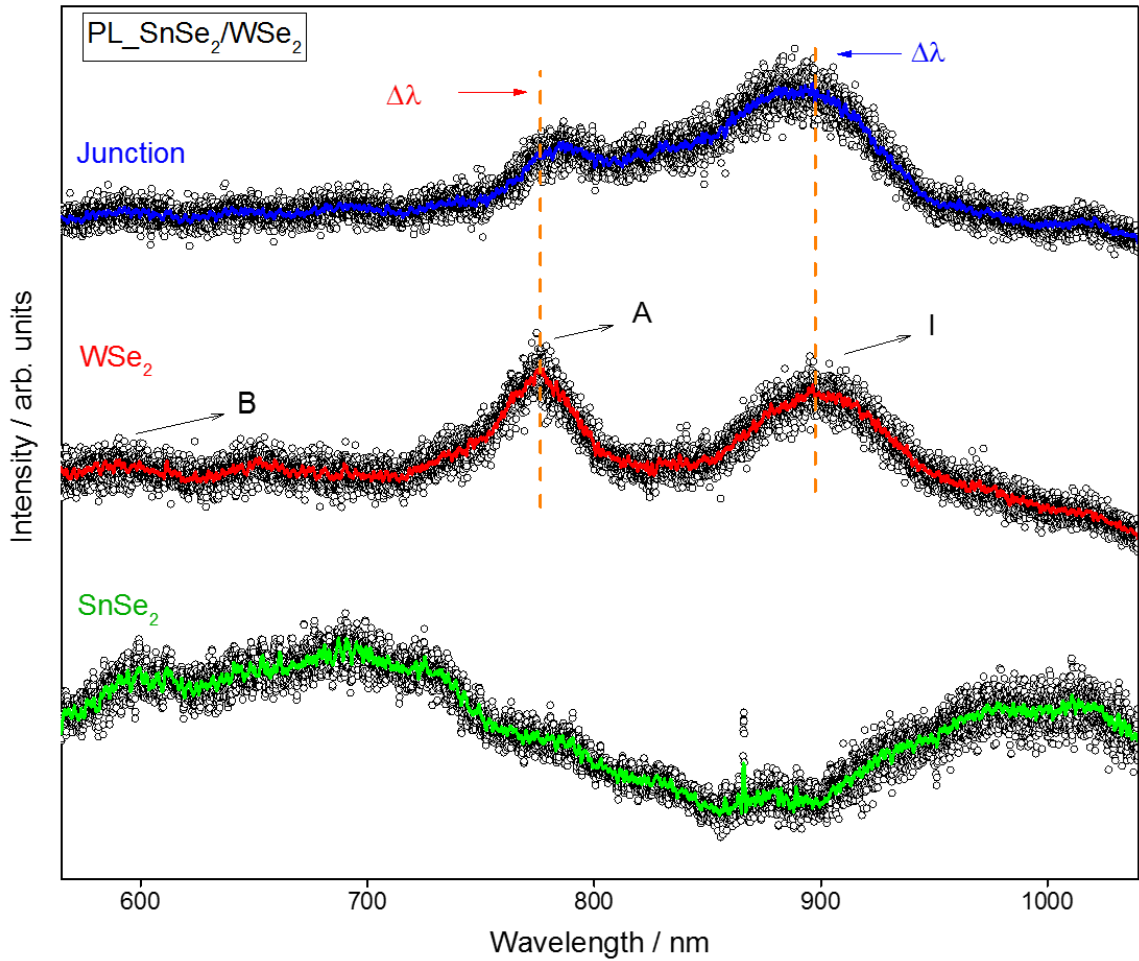 PL_SnSe₂/WSe₂
Δλ
Δλ
Junction
A
I
WSe₂
B
SnSe₂
Intensity / arb. units
600 700 800 900 1000
Wavelength / nm